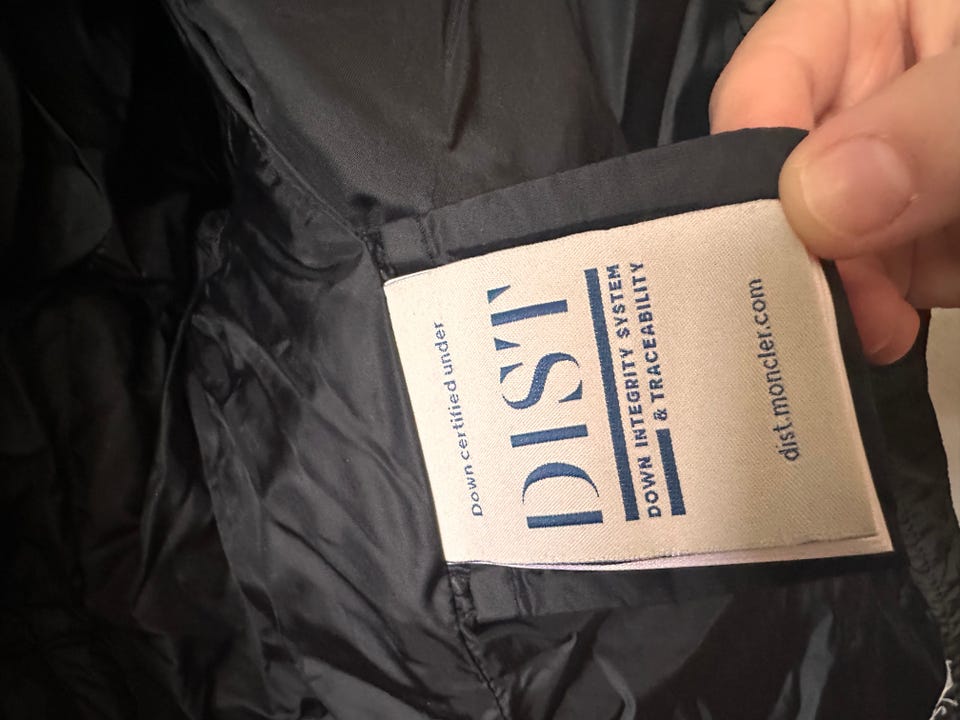 Down certified under
DIST
DOWN INTEGRITY SYSTEM
& TRACEABILITY
dist.moncler.com